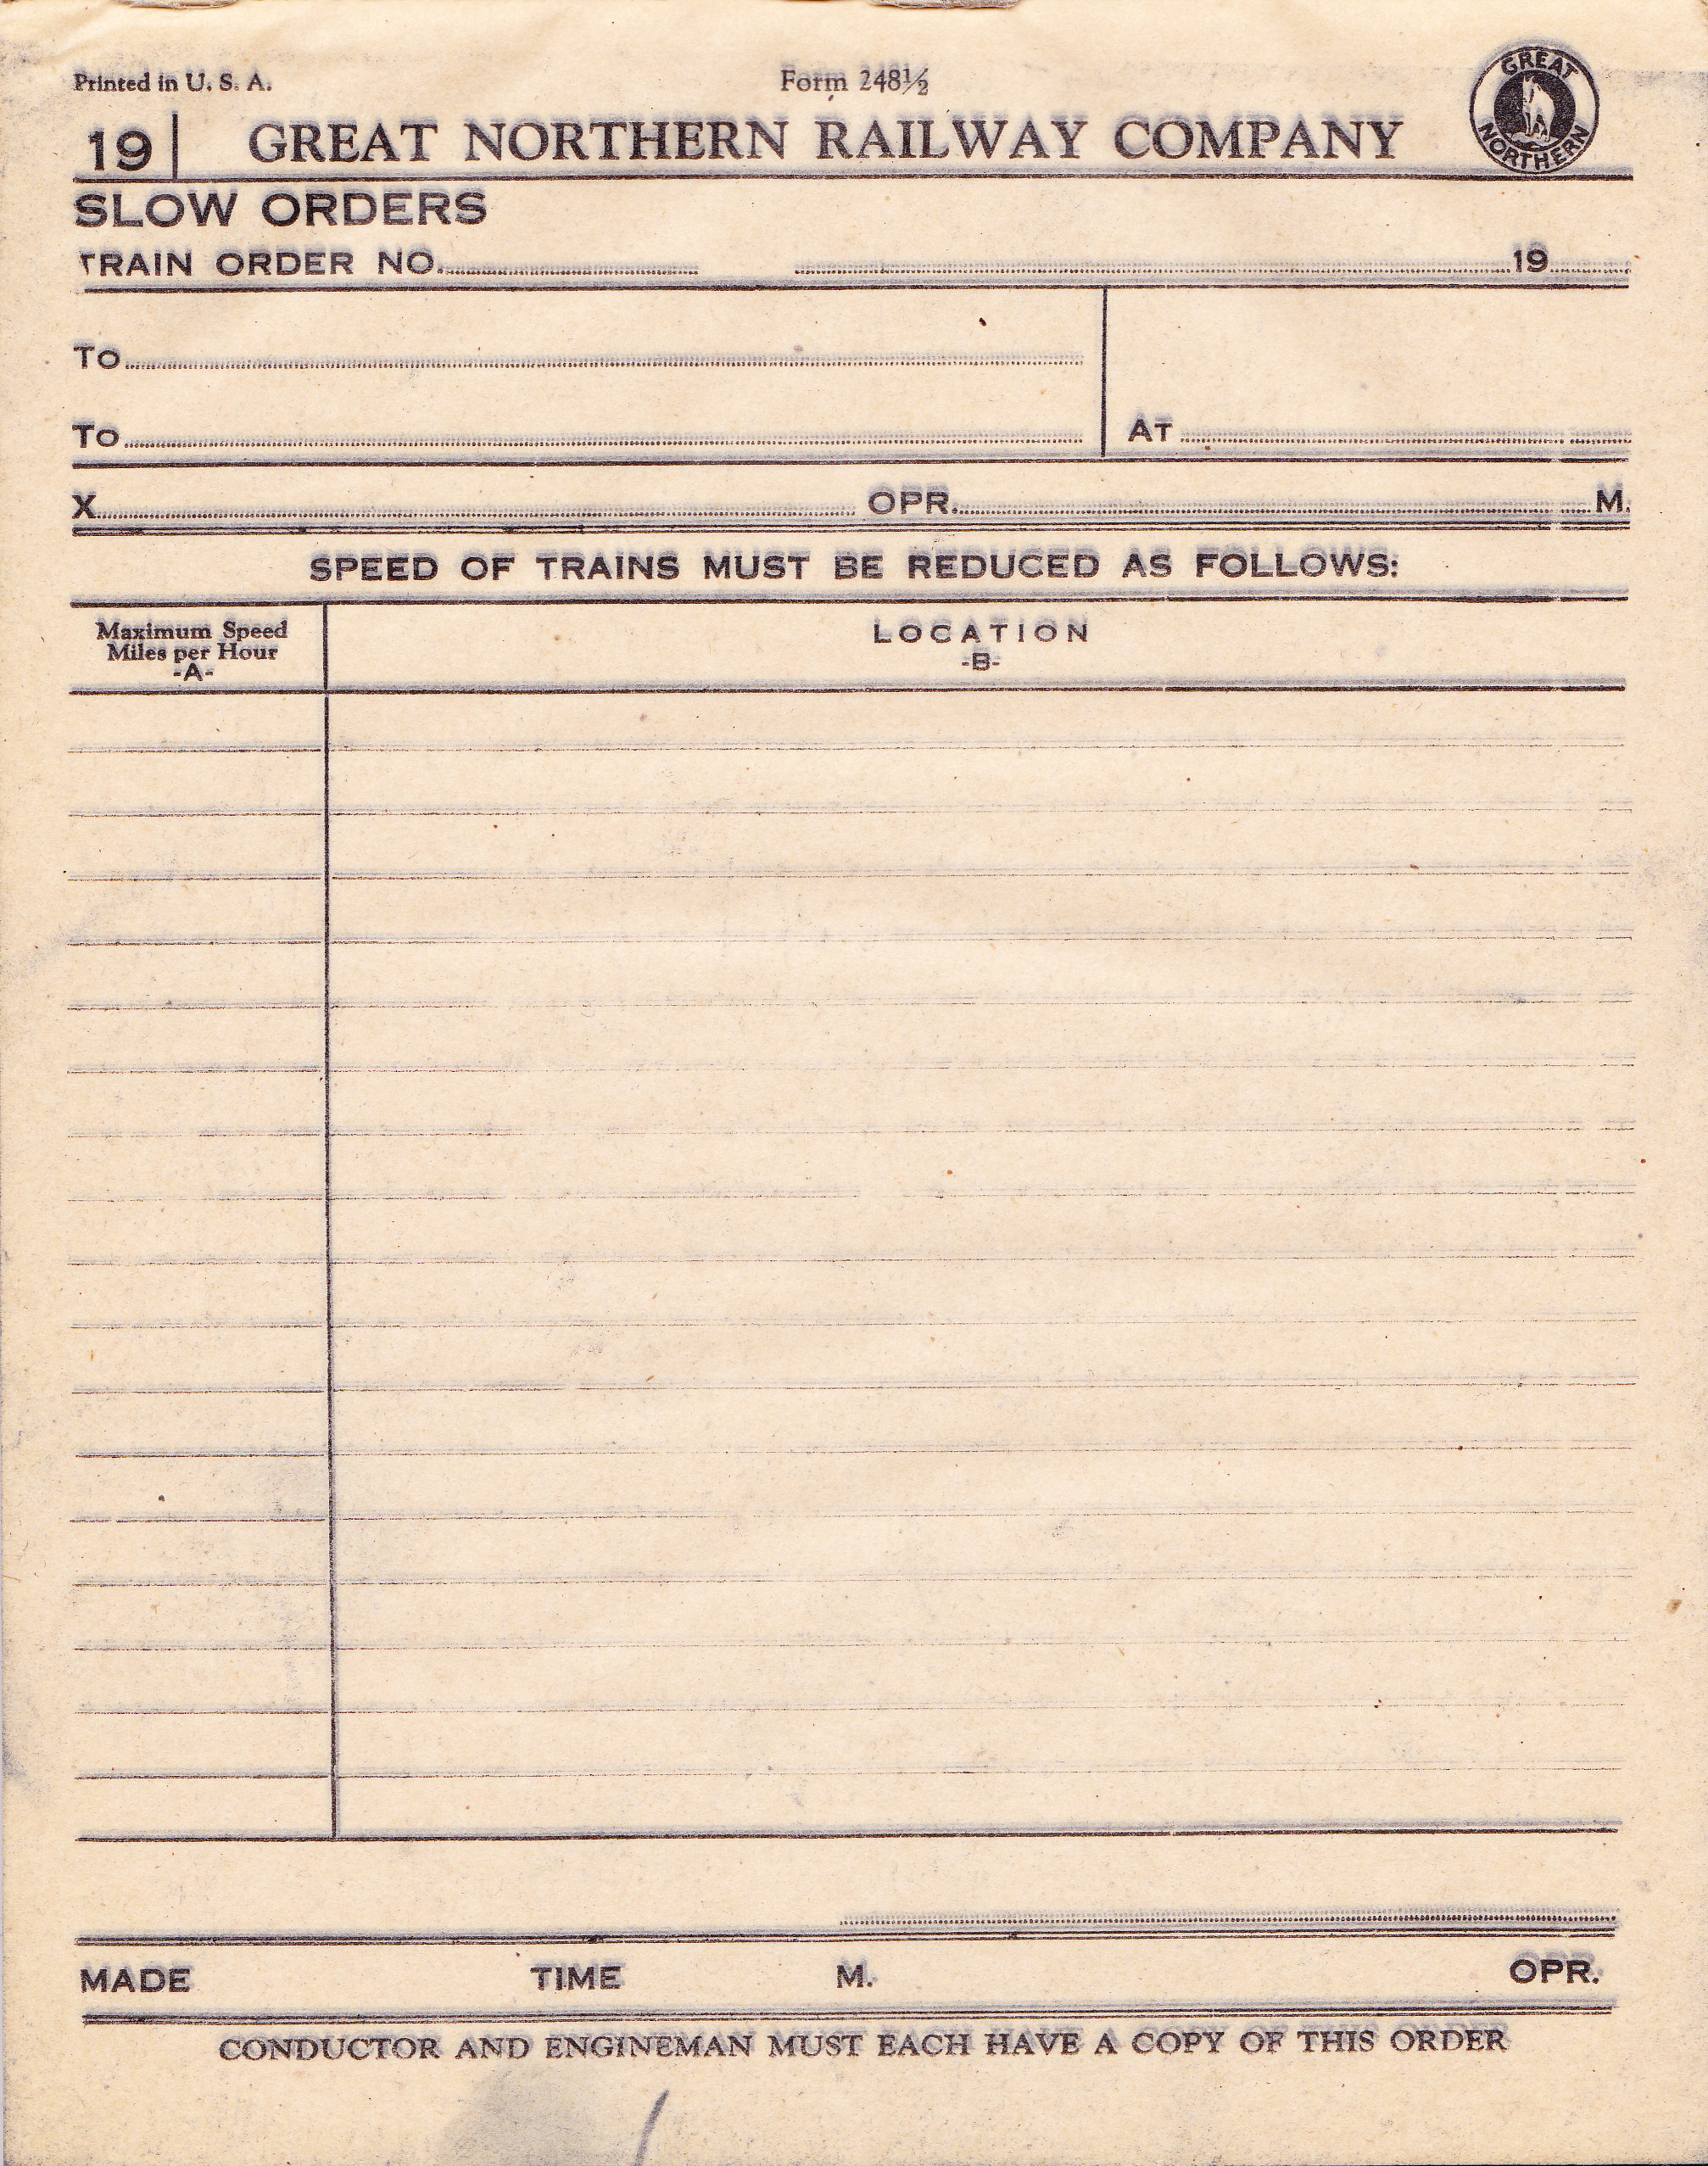 Printed in U. S. A.
Form 248½
19 GREAT NORTHERN RAILWAY COMPANY
GREAT NORTHERN
SLOW ORDERS
TRAIN ORDER NO. 19
TO
TO AT
X OPR. M.
SPEED OF TRAINS MUST BE REDUCED AS FOLLOWS:
Maximum Speed
Miles per Hour
-A-
LOCATION
-B-
MADE TIME M. OPR.
CONDUCTOR AND ENGINEMAN MUST EACH HAVE A COPY OF THIS ORDER